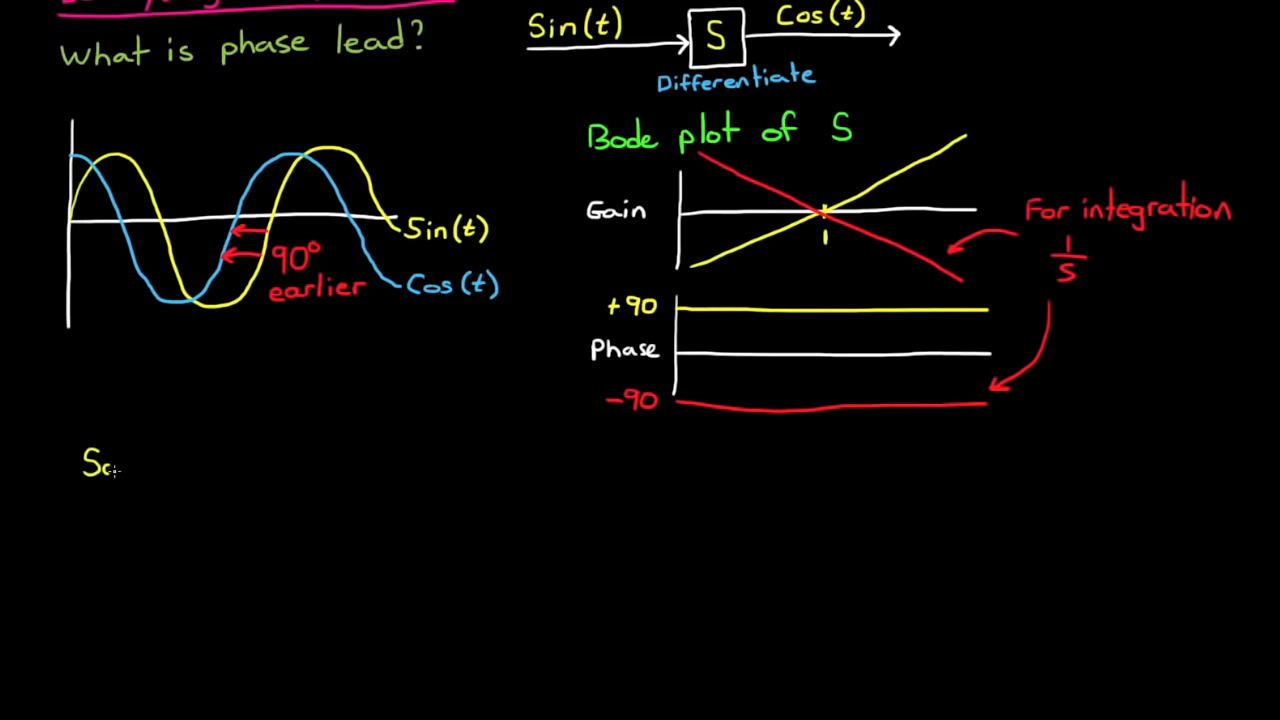 What is phase lead?
Sin(t)
S
Cos(t)
Differentiate
Sin(t)
90°
earlier
Cos(t)
Bode plot of S
Gain
1
For integration
1
S
+90
Phase
-90